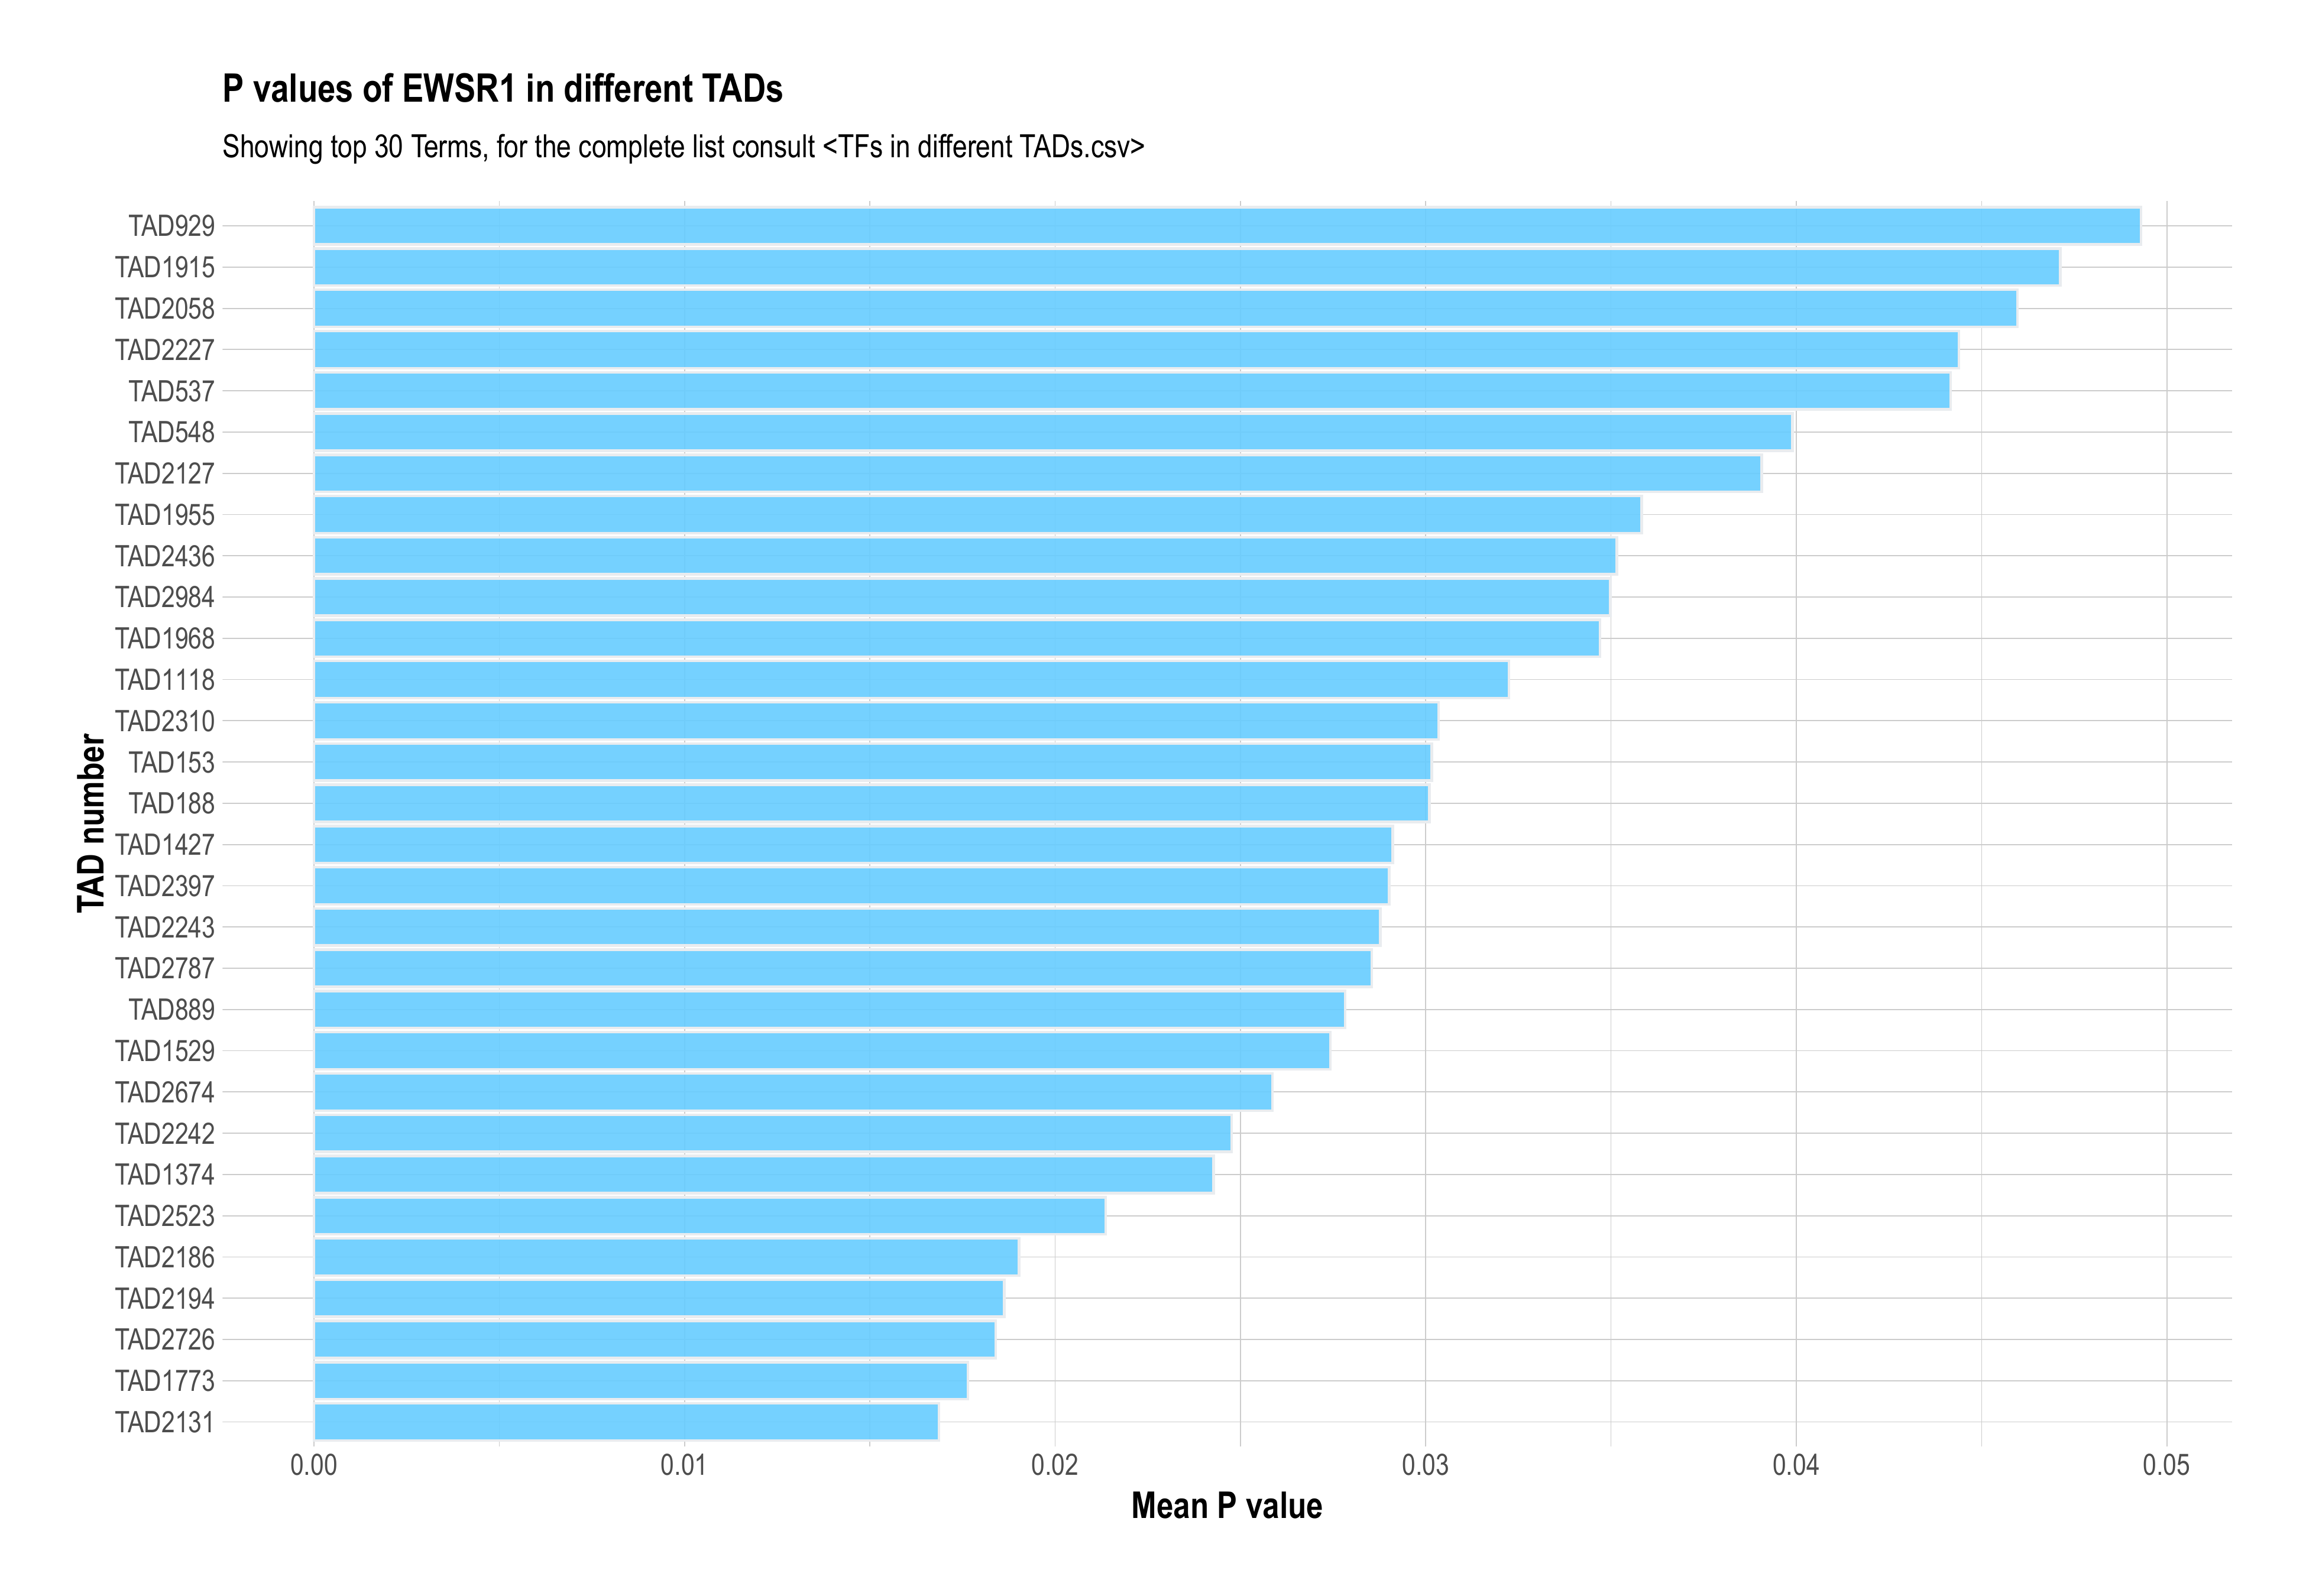 P values of EWSR1 in different TADs
Showing top 30 Terms, for the complete list consult <TFs in different TADs.csv>
TAD number
TAD929
TAD1915
TAD2058
TAD2227
TAD537
TAD548
TAD2127
TAD1955
TAD2436
TAD2984
TAD1968
TAD1118
TAD2310
TAD153
TAD188
TAD1427
TAD2397
TAD2243
TAD2787
TAD889
TAD1529
TAD2674
TAD2242
TAD1374
TAD2523
TAD2186
TAD2194
TAD2726
TAD1773
TAD2131
0.00 0.01 0.02 0.03 0.04 0.05
Mean P value